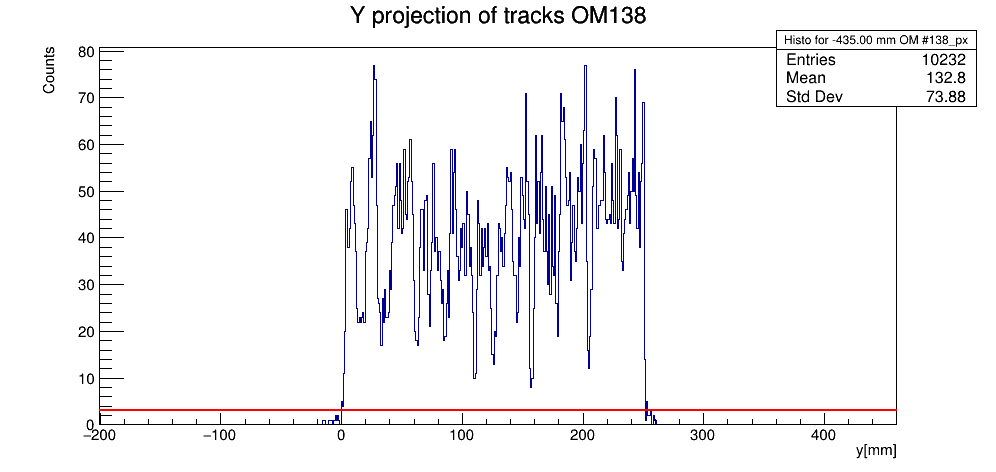 Y projection of tracks OM138
Histo for -435.00 mm OM #138_px
Entries 10232
Mean 132.8
Std Dev 73.88
Counts
80
70
60
50
40
30
20
10
0
−200 −100 0 100 200 300 400
y[mm]